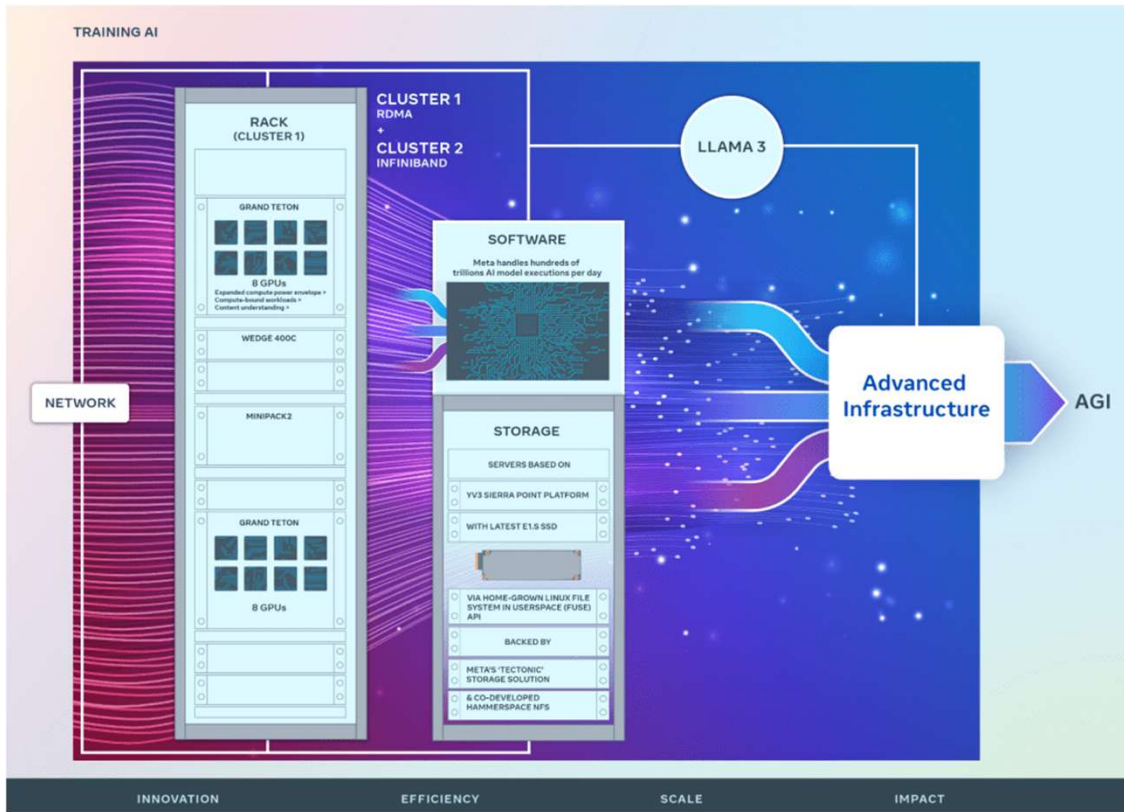 TRAINING AI
RACK
(CLUSTER 1)
GRAND TETON
8 GPUs
Expanded compute power envelope +
Compute-bound workloads +
Content understanding +
WEDGE 400C
MINIPACK2
GRAND TETON
8 GPUs
NETWORK
CLUSTER 1
RDMA
+
CLUSTER 2
INFINIBAND
SOFTWARE
Meta handles hundreds of
trillions AI model executions per day
STORAGE
SERVERS BASED ON
YV3 SIERRA POINT PLATFORM
WITH LATEST E1.S SSD
VIA HOME-GROWN LINUX FILE
SYSTEM IN USERSPACE (FUSE)
API
BACKED BY
META'S 'TECTONIC'
STORAGE SOLUTION
& CO-DEVELOPED
HAMMERSPACE NFS
LLAMA 3
Advanced
Infrastructure
AGI
INNOVATION
EFFICIENCY
SCALE
IMPACT